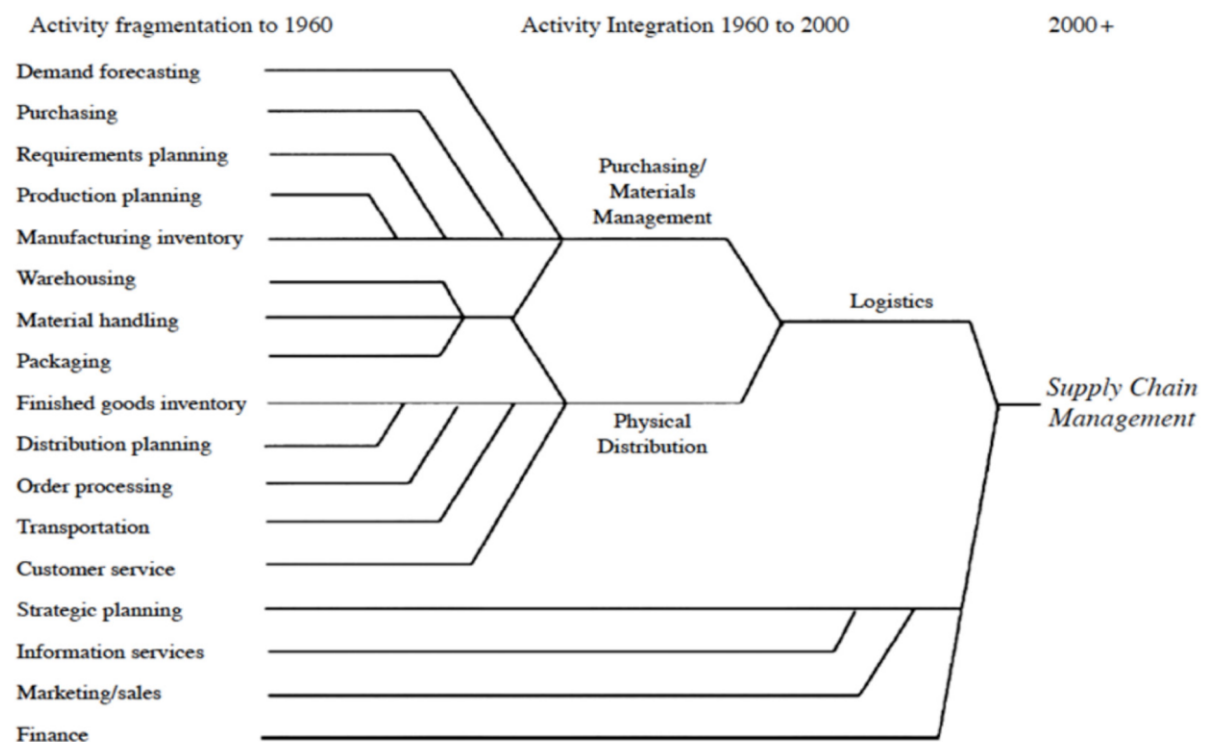 Activity fragmentation to 1960
Activity Integration 1960 to 2000
2000+
Demand forecasting
Purchasing
Requirements planning
Production planning
Manufacturing inventory
Warehousing
Material handling
Packaging
Finished goods inventory
Distribution planning
Order processing
Transportation
Customer service
Strategic planning
Information services
Marketing/sales
Finance
Purchasing/
Materials
Management
Physical
Distribution
Logistics
Supply Chain
Management